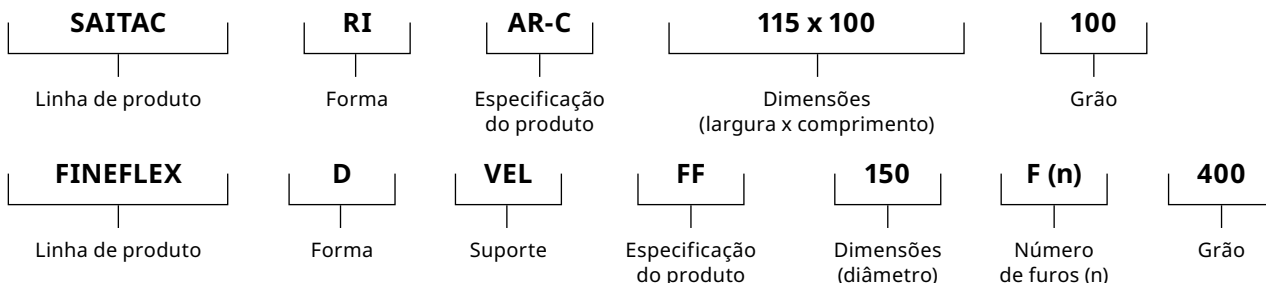 SAITAC RI AR-C 115 x 100 100
Linha de produto Forma Especificação Dimensões Grão
do produto (largura x comprimento)
FINEFLEX D VEL FF 150 F (n) 400
Linha de produto Forma Suporte Especificação Dimensões Número Grão
do produto (diâmetro) de furos (n)